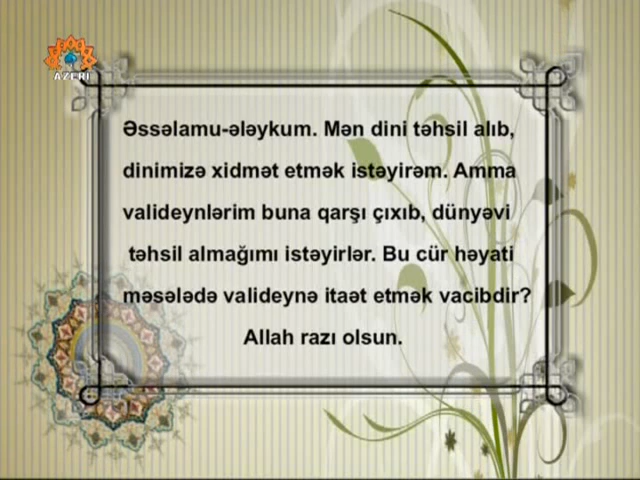 AZERI
Əssəlamu-ələykum. Mən dini təhsil alıb,
dinimizə xidmət etmək istəyirəm. Amma
valideynlərim buna qarşı çıxıb, dünyəvi
təhsil almağımı istəyirlər. Bu cür həyati
məsələdə valideynə itaət etmək vacibdir?
Allah razı olsun.